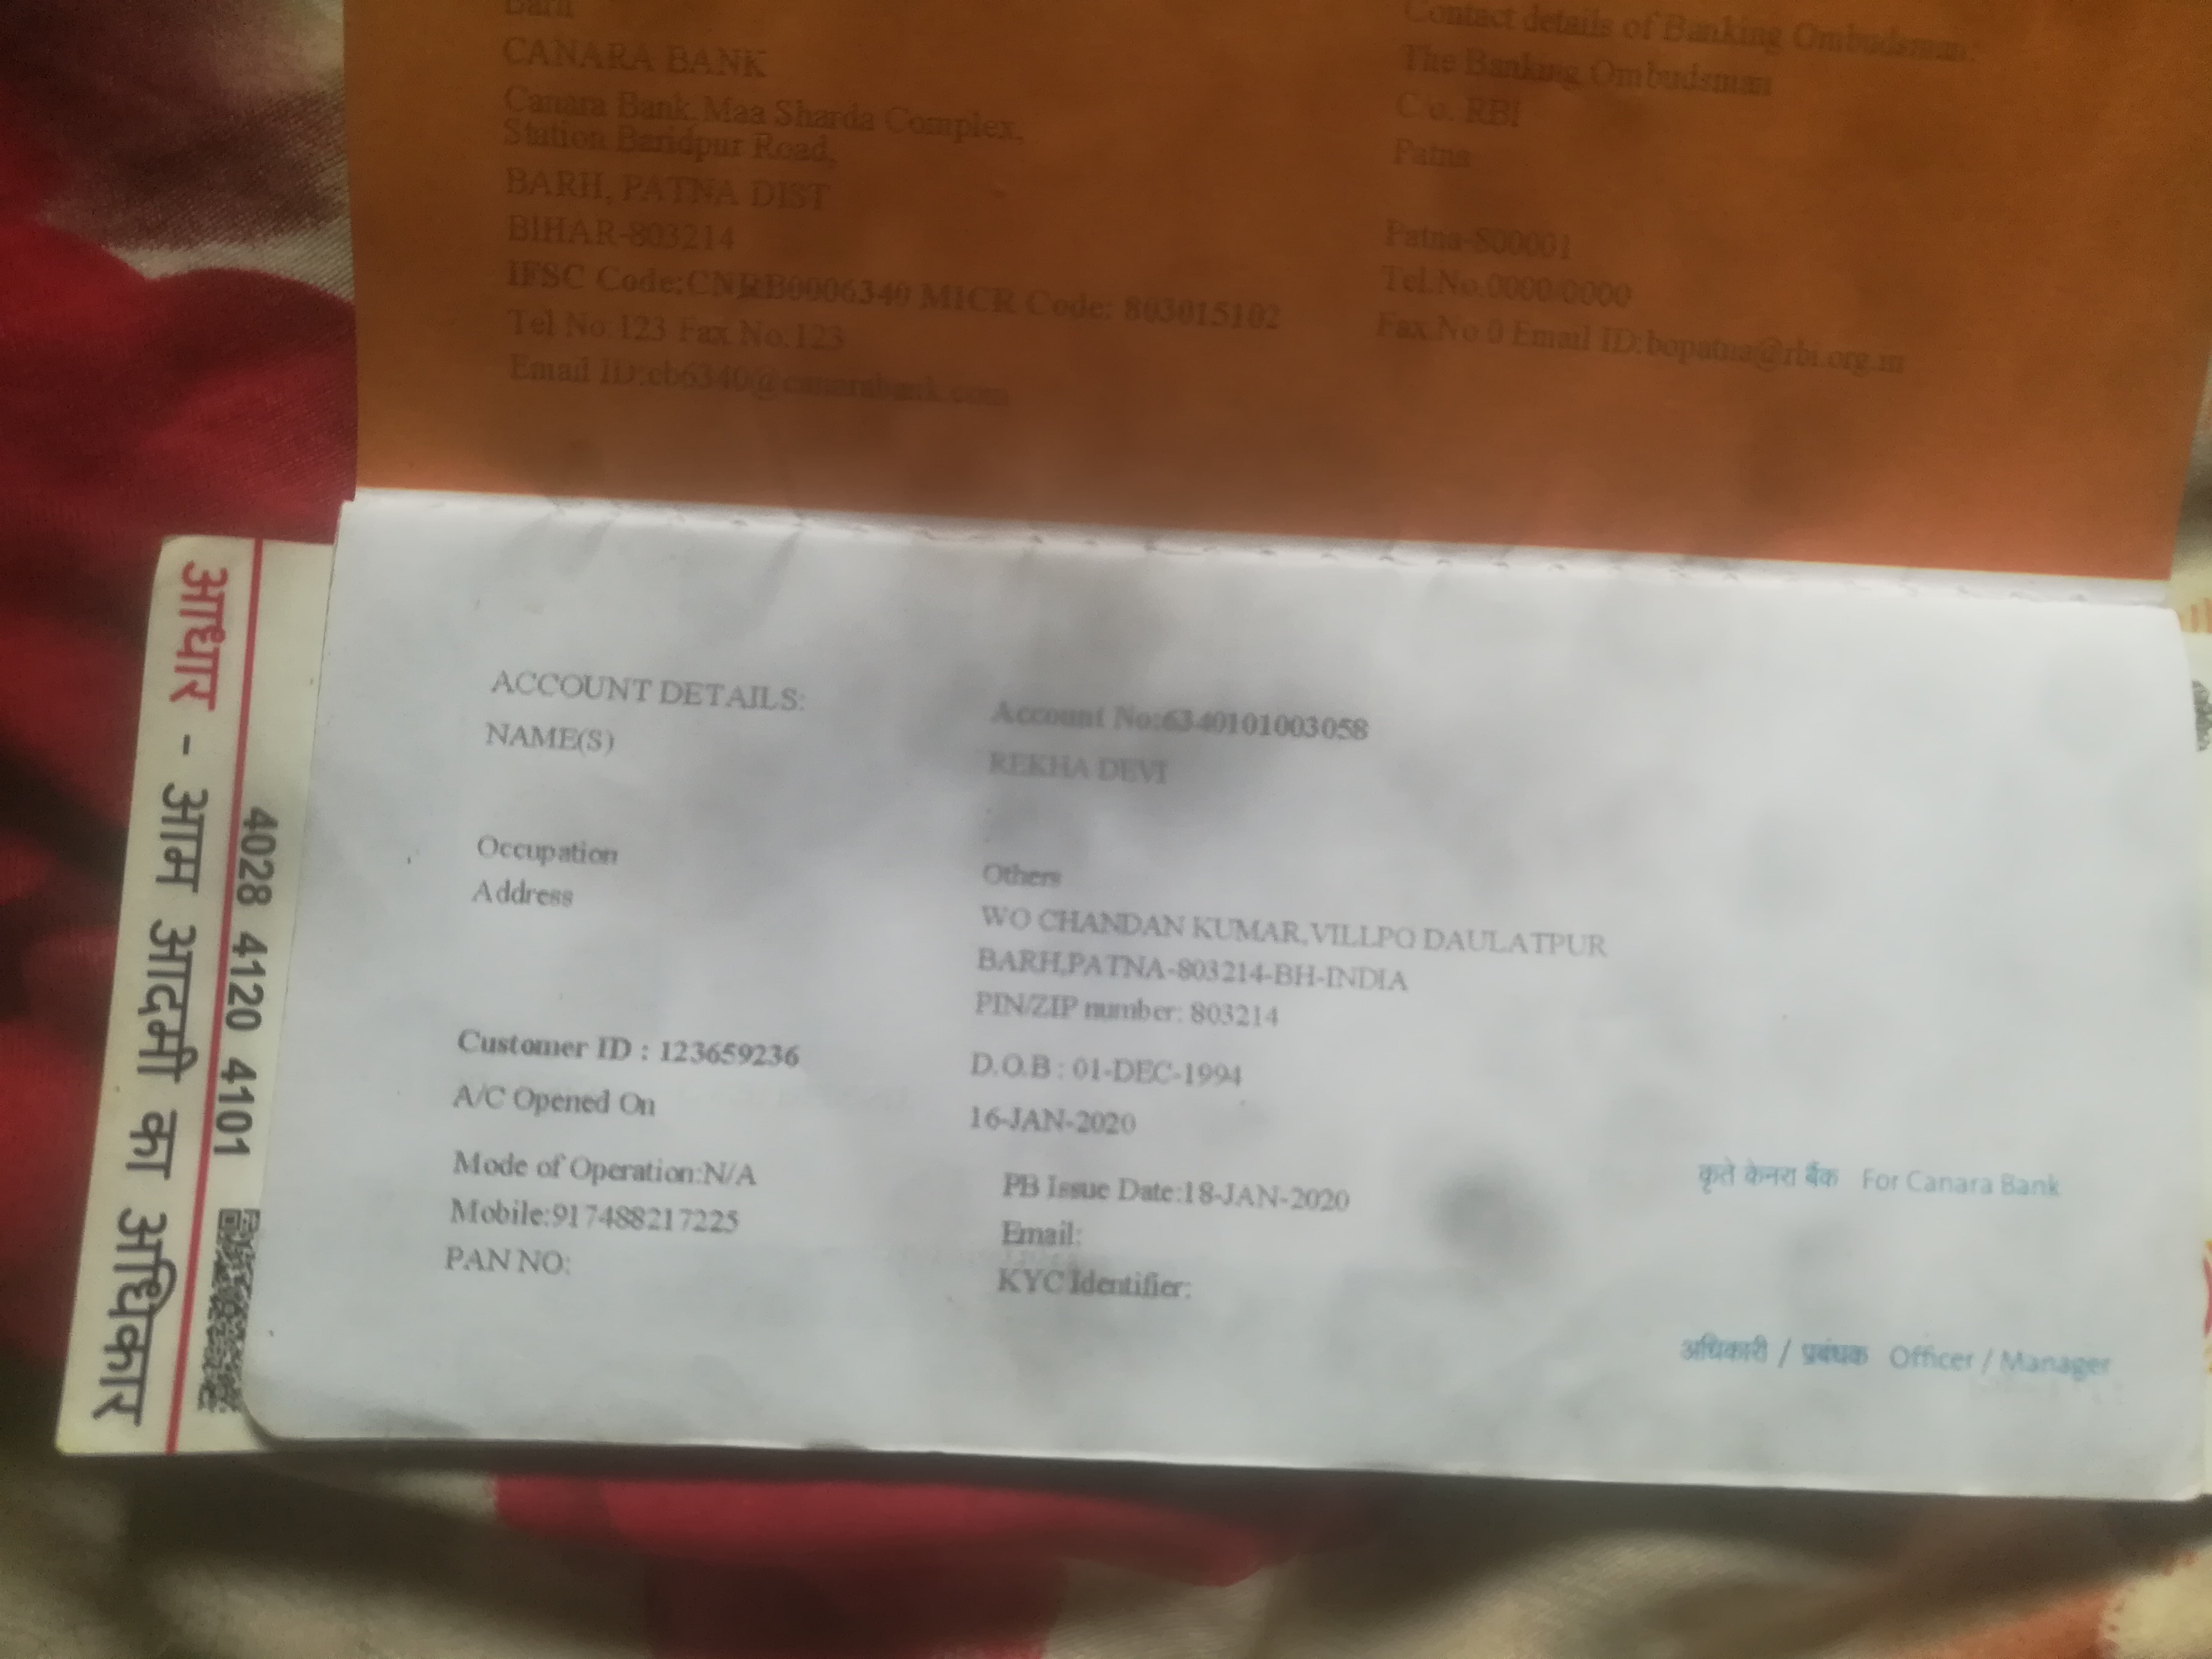 Barh
CANARA BANK
Canara Bank Maa Sharda Complex,
Station Baridpur Road,
BARH, PATNA DIST
BIHAR-803214
IFSC Code:CNRB0006340 MICR Code: 803015102
Tel No:123 Fax No.123
Email ID:cb6340@canarabank.com
Contact details of Banking Ombudsman:
The Banking Ombudsman
C/o. RBI
Patna
Patna-800001
Tel.No.0000/0000
Fax.No.0 Email ID:bopatna@rbi.org.in
ACCOUNT DETAILS: Account No:6340101003058
NAME(S) REKHA DEVI
Occupation Others
Address WO CHANDAN KUMAR,VILLPO DAULATPUR
BARH,PATNA-803214-BH-INDIA
PIN/ZIP number: 803214
Customer ID : 123659236 D.O.B : 01-DEC-1994
A/C Opened On 16-JAN-2020
Mode of Operation:N/A PB Issue Date:18-JAN-2020
Mobile:917488217225 Email:
PAN NO: KYC Identifier:
कृते केनरा बैंक For Canara Bank
अधिकारी / प्रबंधक Officer / Manager
4028 4120 4101
आधार - आम आदमी का अधिकार